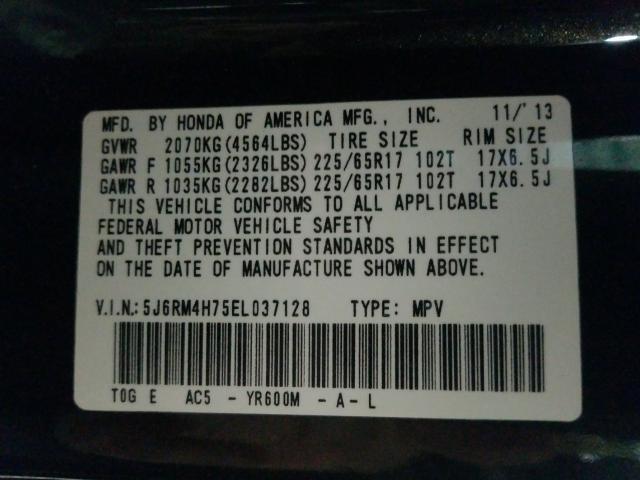 MFD. BY HONDA OF AMERICA MFG., INC. 11/'13
GVWR 2070KG(4564LBS) TIRE SIZE RIM SIZE
GAWR F 1055KG(2326LBS) 225/65R17 102T 17X6.5J
GAWR R 1035KG(2282LBS) 225/65R17 102T 17X6.5J
THIS VEHICLE CONFORMS TO ALL APPLICABLE
FEDERAL MOTOR VEHICLE SAFETY
AND THEFT PREVENTION STANDARDS IN EFFECT
ON THE DATE OF MANUFACTURE SHOWN ABOVE.
V.I.N.: 5J6RM4H75EL037128 TYPE: MPV
T0G E AC5 - YR600M - A - L